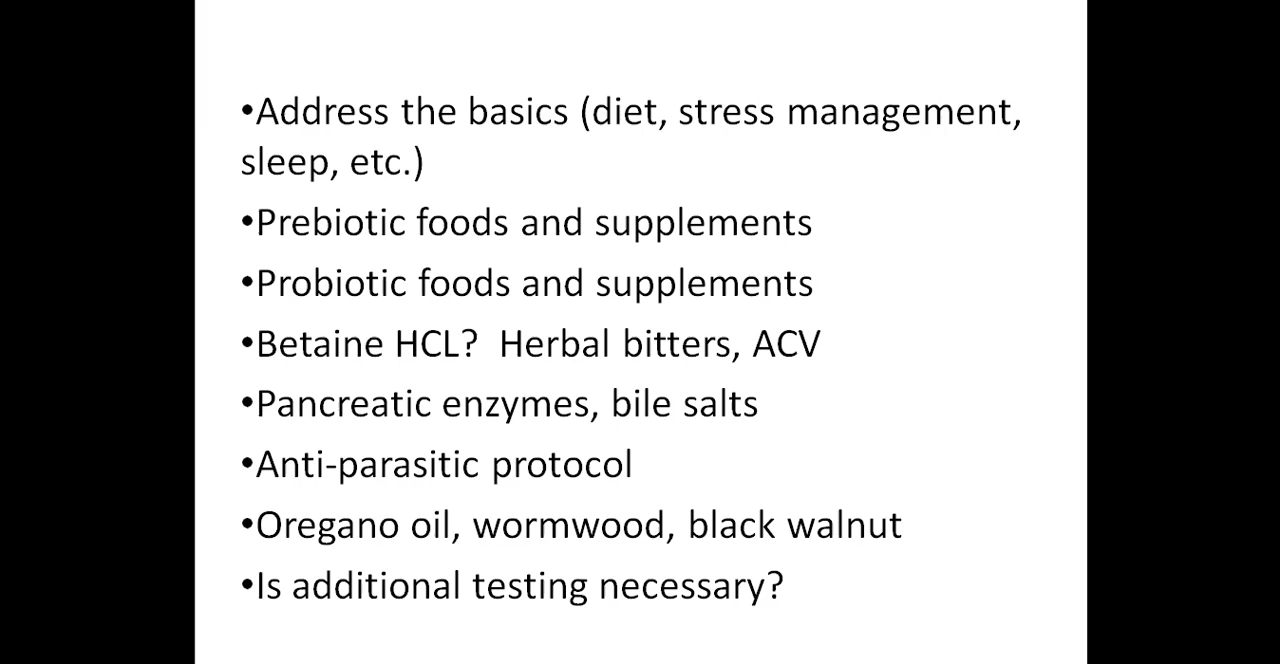 •Address the basics (diet, stress management,
sleep, etc.)
•Prebiotic foods and supplements
•Probiotic foods and supplements
•Betaine HCL?  Herbal bitters, ACV
•Pancreatic enzymes, bile salts
•Anti-parasitic protocol
•Oregano oil, wormwood, black walnut
•Is additional testing necessary?